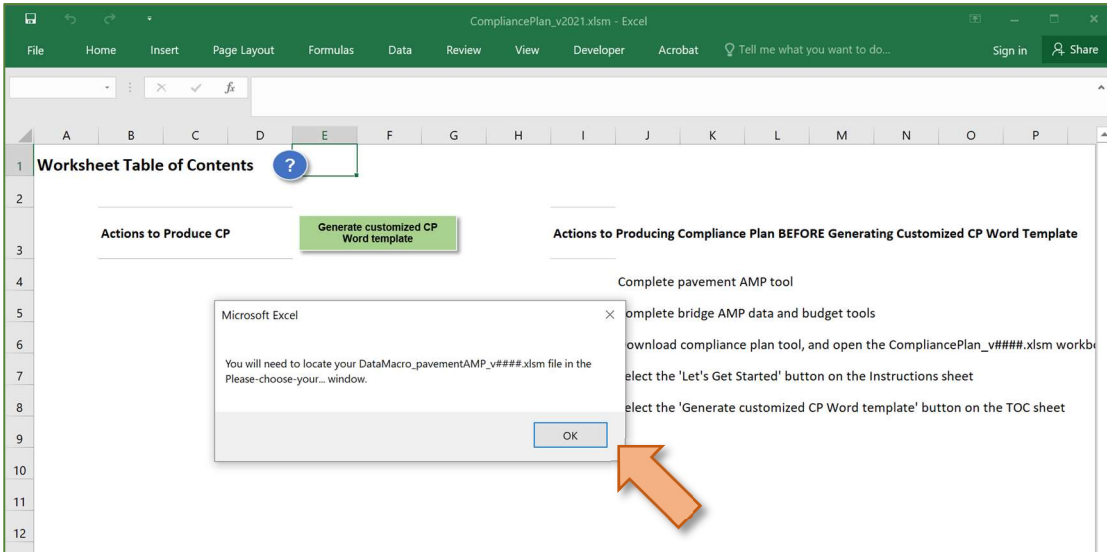 CompliancePlan_v2021.xlsm - Excel
File Home Insert Page Layout Formulas Data Review View Developer Acrobat Tell me what you want to do... Sign in Share
fx
A B C D E F G H I J K L M N O P
1 Worksheet Table of Contents ?
2
3 Actions to Produce CP
Generate customized CP
Word template
Actions to Producing Compliance Plan BEFORE Generating Customized CP Word Template
4 Complete pavement AMP tool
5 omplete bridge AMP data and budget tools
6 ownload compliance plan tool, and open the CompliancePlan_v####.xlsm workbo
7 elect the 'Let's Get Started' button on the Instructions sheet
8 elect the 'Generate customized CP Word template' button on the TOC sheet
9
10
11
12
Microsoft Excel
You will need to locate your DataMacro_pavementAMP_v####.xlsm file in the
Please-choose-your... window.
OK